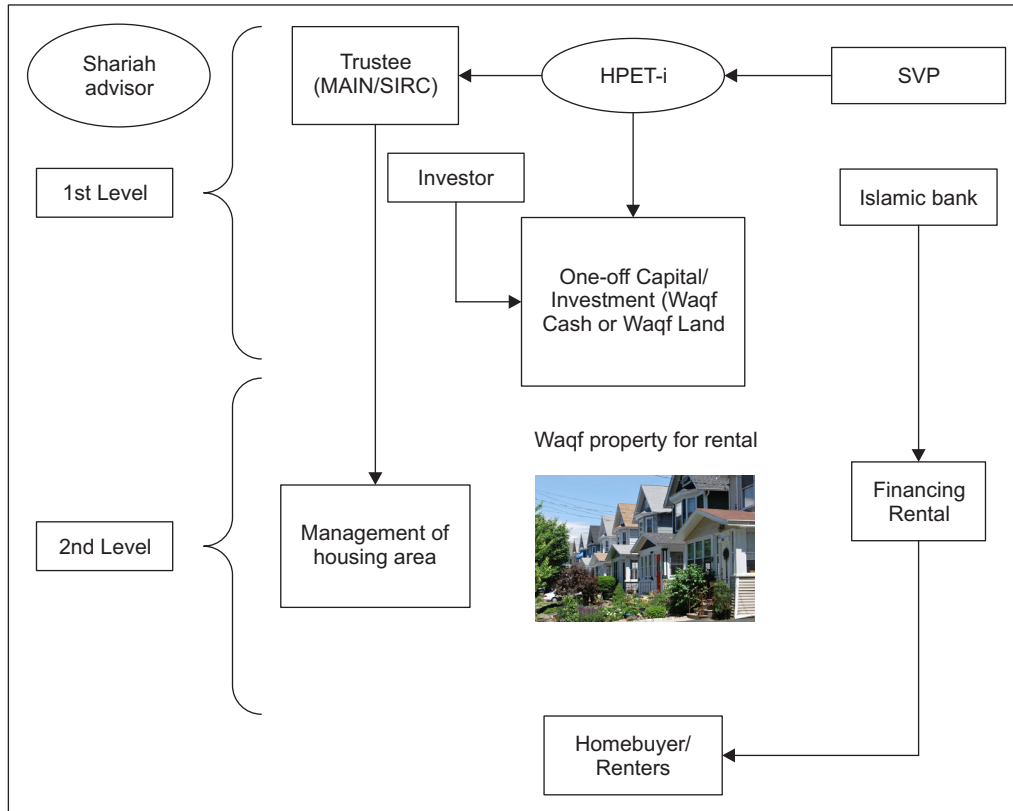 Shariah
advisor
Trustee
(MAIN/SIRC)
HPET-i
SVP
1st Level
Investor
Islamic bank
One-off Capital/
Investment (Waqf
Cash or Waqf Land
Waqf property for rental
2nd Level
Management of
housing area
Financing
Rental
Homebuyer/
Renters